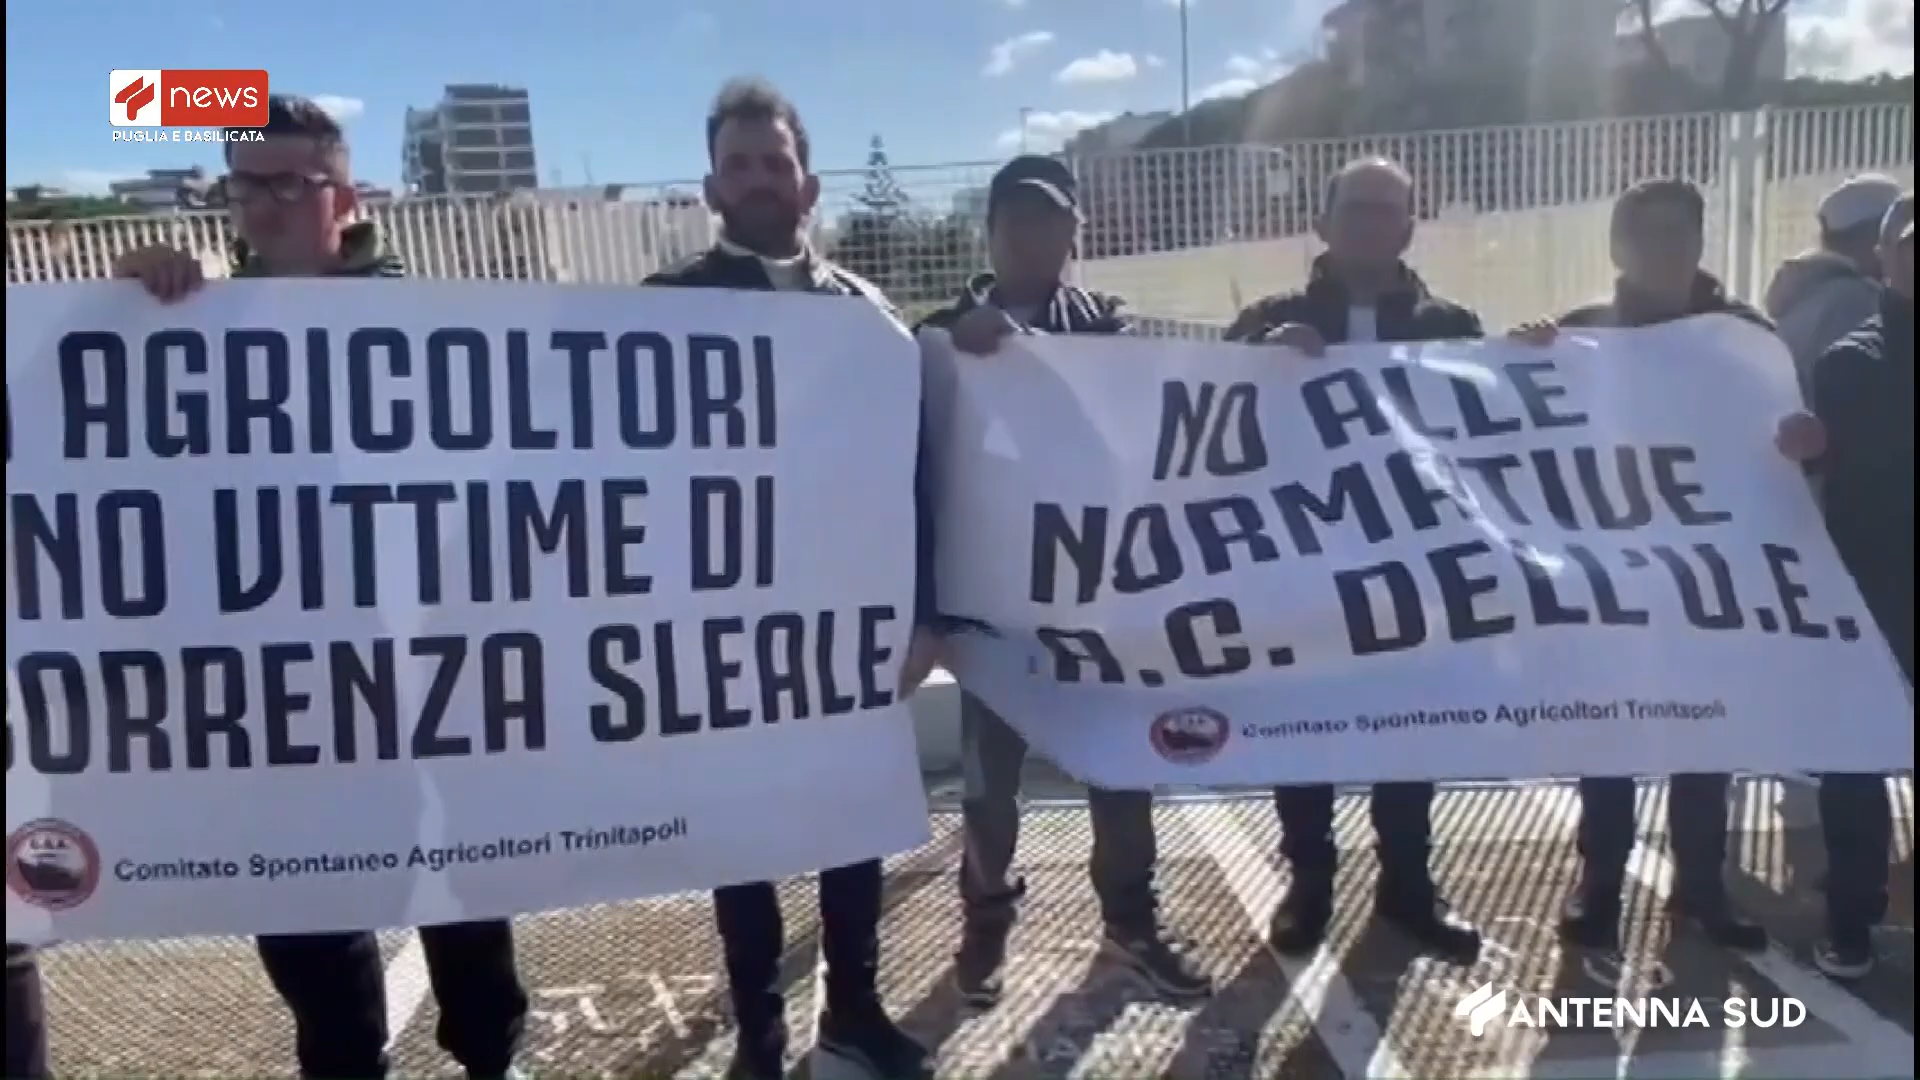 news
PUGLIA E BASILICATA
AGRICOLTORI
NO VITTIME DI
ORRENZA SLEALE
Comitato Spontaneo Agricoltori Trinitapoli
NO ALLE
NORMATIVE
A.C. DELL'U.E.
Comitato Spontaneo Agricoltori Trinitapoli
ANTENNA SUD